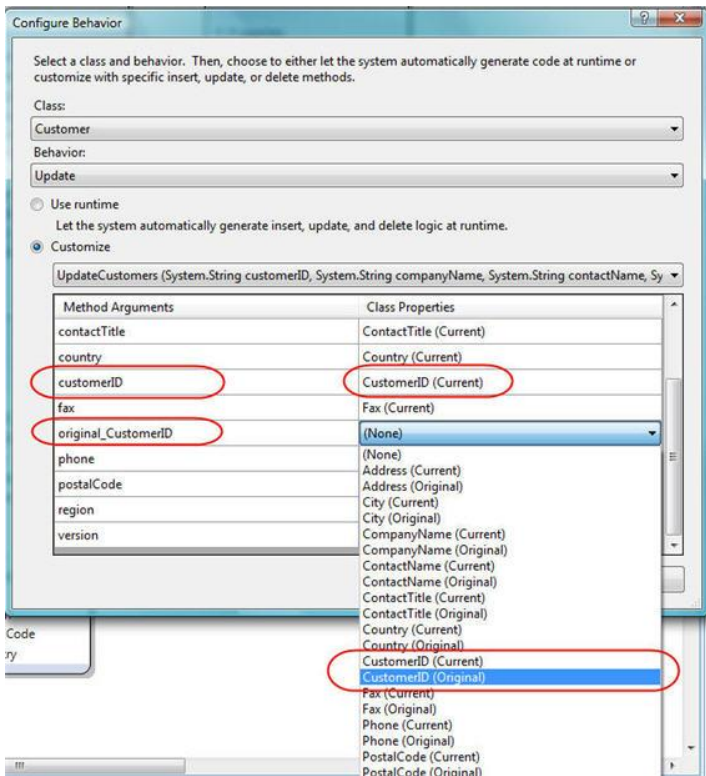 Configure Behavior
Select a class and behavior. Then, choose to either let the system automatically generate code at runtime or
customize with specific insert, update, or delete methods.
Class:
Customer
Behavior:
Update
Use runtime
Let the system automatically generate insert, update, and delete logic at runtime.
Customize
UpdateCustomers (System.String customerID, System.String companyName, System.String contactName, Sy
Method Arguments Class Properties
contactTitle ContactTitle (Current)
country Country (Current)
customerID CustomerID (Current)
fax Fax (Current)
original_CustomerID (None)
phone
postalCode
region
version
(None)
Address (Current)
Address (Original)
City (Current)
City (Original)
CompanyName (Current)
CompanyName (Original)
ContactName (Current)
ContactName (Original)
ContactTitle (Current)
ContactTitle (Original)
Country (Current)
Country (Original)
CustomerID (Current)
CustomerID (Original)
Fax (Current)
Fax (Original)
Phone (Current)
Phone (Original)
PostalCode (Current)
PostalCode (Original)
Code
ry